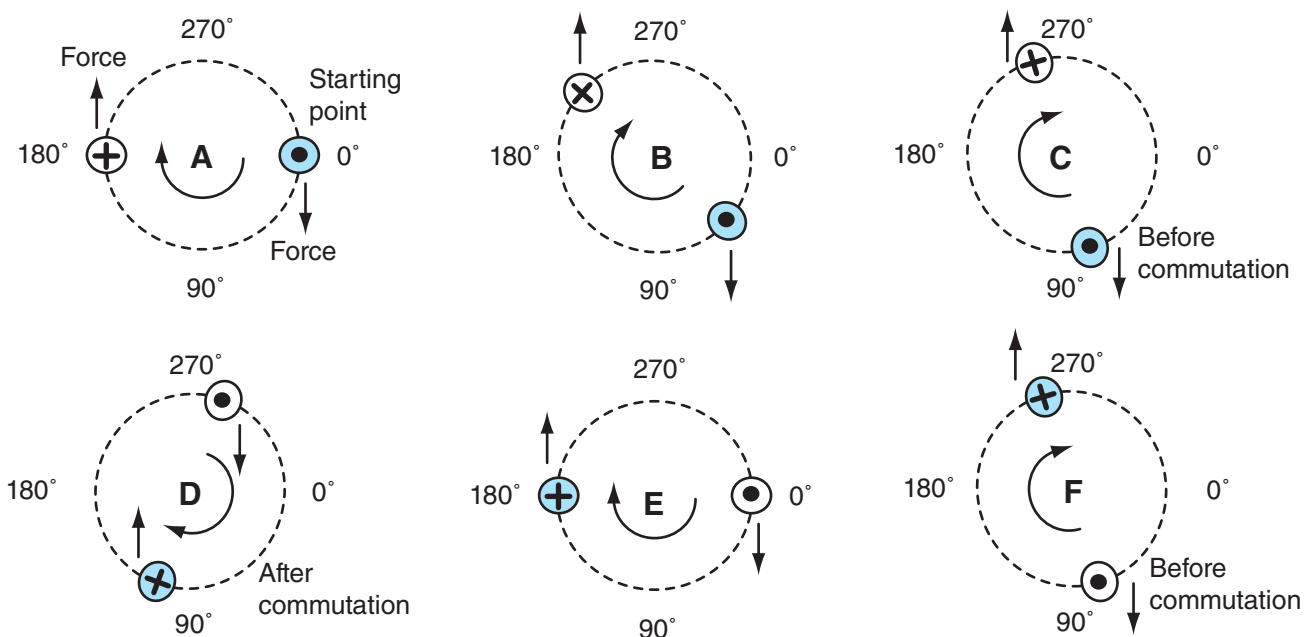 270°
Force
Starting
point
180°
A
0°
Force
90°
270°
180°
B
0°
90°
270°
180°
C
0°
Before
commutation
90°
270°
180°
D
0°
After
commutation
90°
270°
180°
E
0°
90°
270°
180°
F
0°
Before
commutation
90°